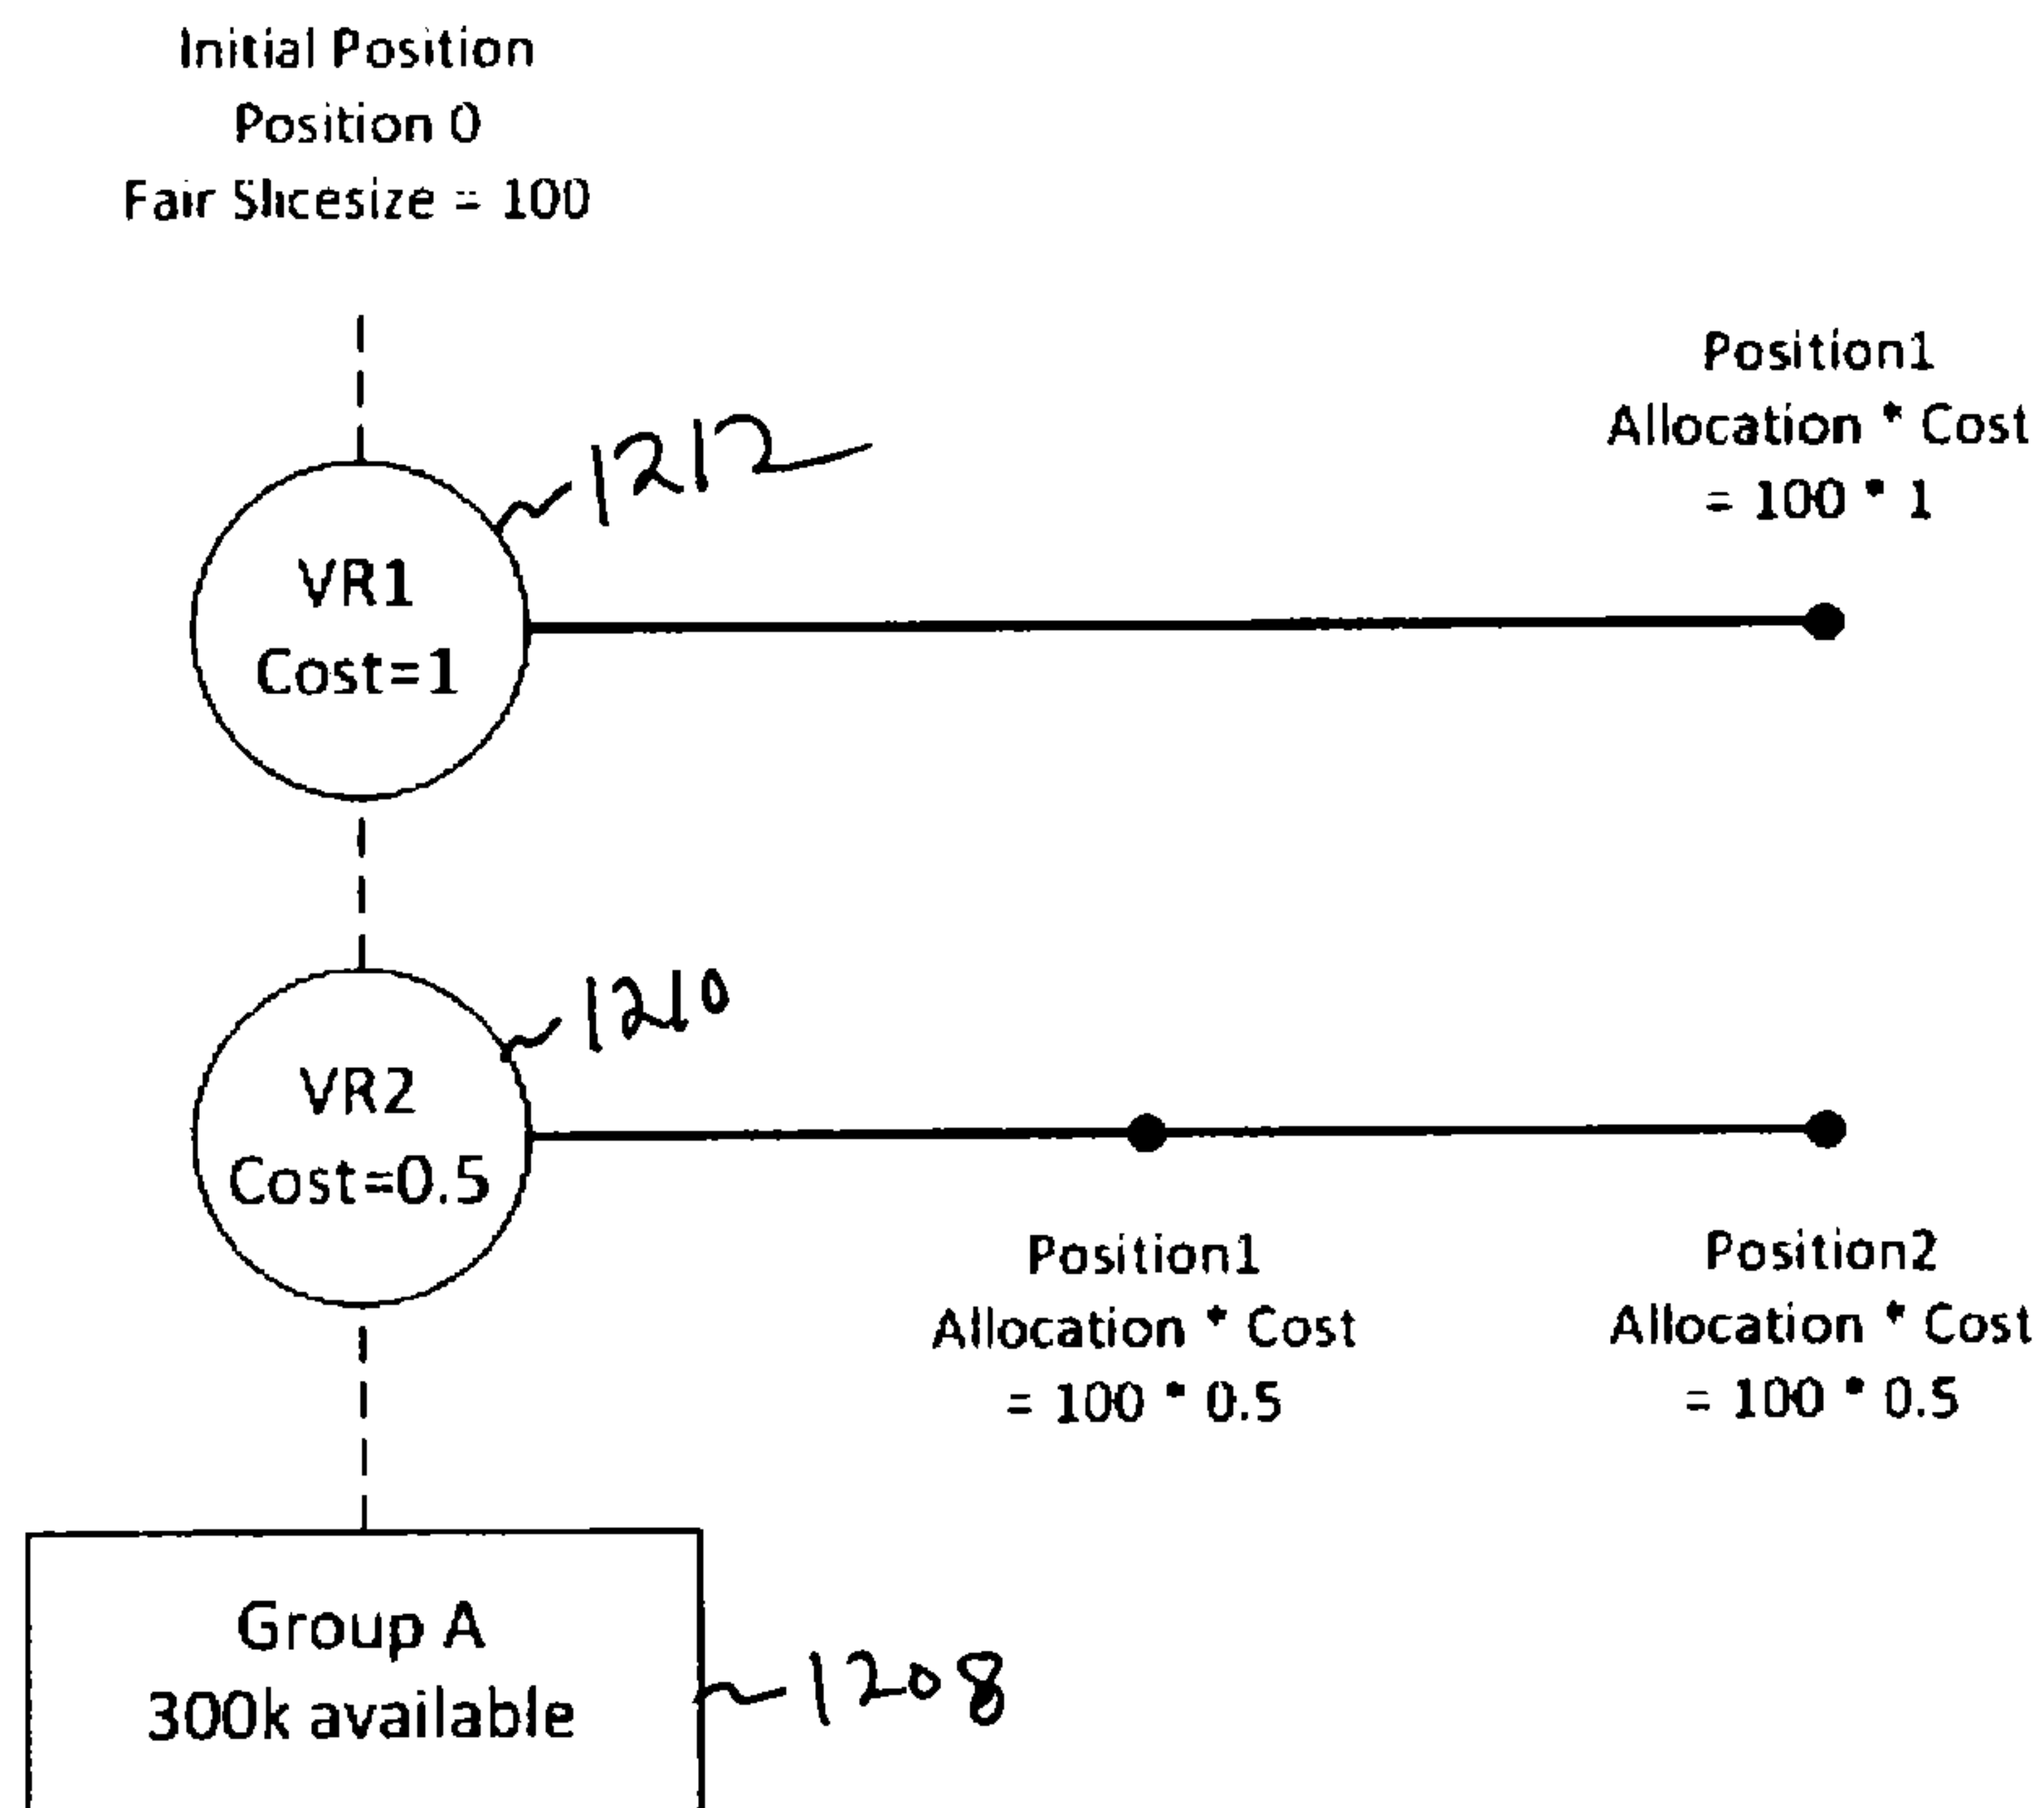 Initial Position
Position 0
Fair Slicesize = 100
Position1
Allocation * Cost
= 100 * 1
1212
VR1
Cost=1
1210
VR2
Cost=0.5
Position1
Allocation * Cost
= 100 * 0.5
Position2
Allocation * Cost
= 100 * 0.5
Group A
300k available
1208